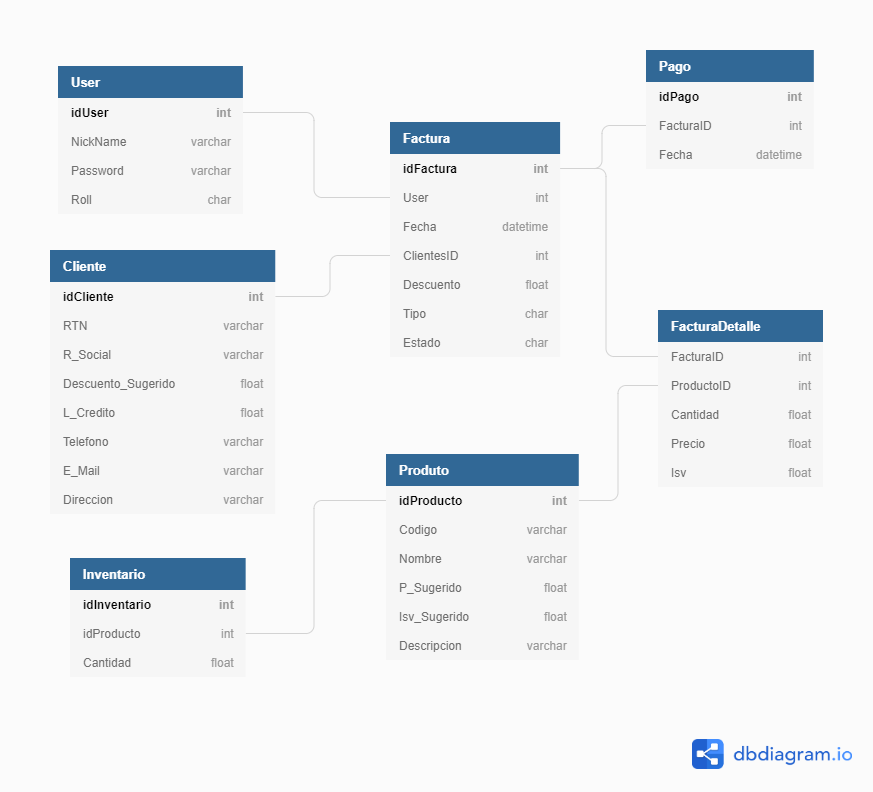 User
idUser int
NickName varchar
Password varchar
Roll char
Cliente
idCliente int
RTN varchar
R_Social varchar
Descuento_Sugerido float
L_Credito float
Telefono varchar
E_Mail varchar
Direccion varchar
Inventario
idInventario int
idProducto int
Cantidad float
Factura
idFactura int
User int
Fecha datetime
ClientesID int
Descuento float
Tipo char
Estado char
Produto
idProducto int
Codigo varchar
Nombre varchar
P_Sugerido float
Isv_Sugerido float
Descripcion varchar
Pago
idPago int
FacturaID int
Fecha datetime
FacturaDetalle
FacturaID int
ProductoID int
Cantidad float
Precio float
Isv float
dbdiagram.io